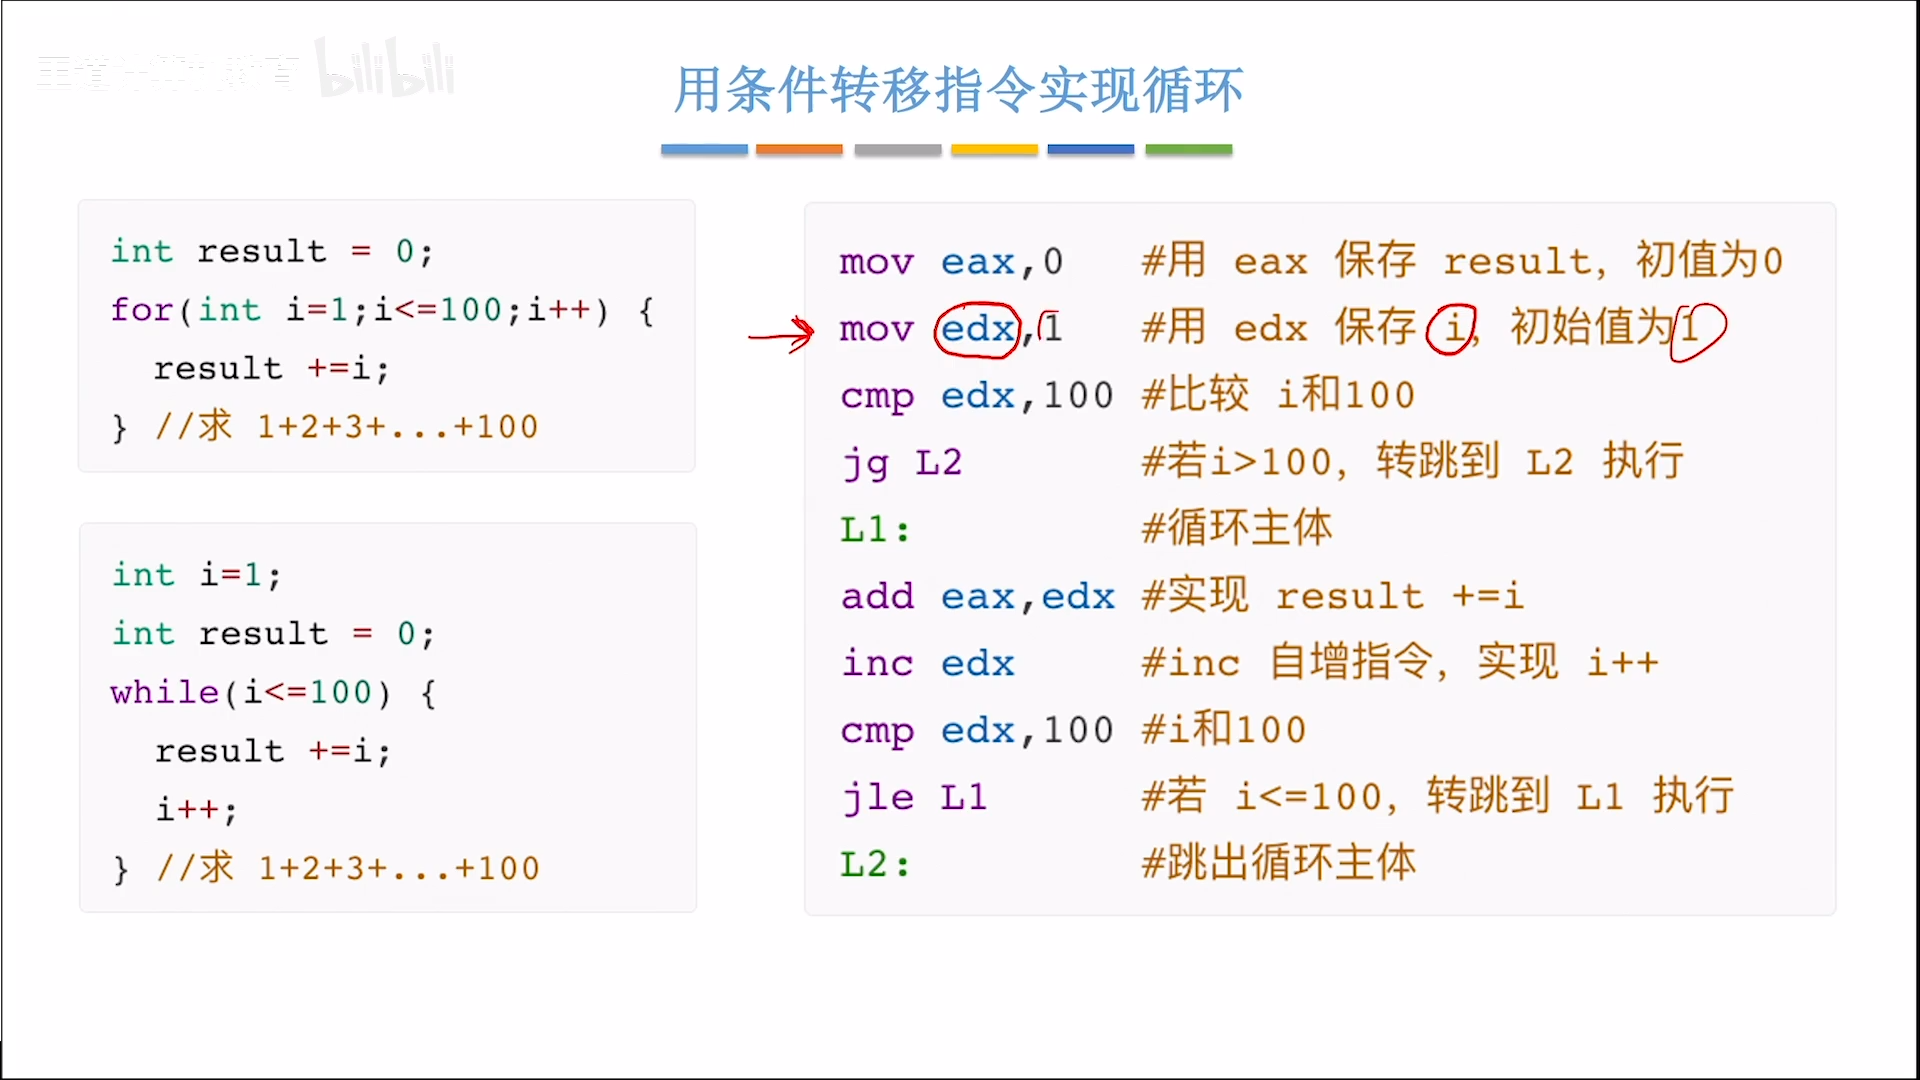 王道计算机教育 bilibili
用条件转移指令实现循环
int result = 0;
for(int i=1;i<=100;i++) {
result +=i;
} //求 1+2+3+...+100
int i=1;
int result = 0;
while(i<=100) {
result +=i;
i++;
} //求 1+2+3+...+100
mov eax,0 #用 eax 保存 result, 初值为0
mov edx,1 #用 edx 保存 i, 初始值为1
cmp edx,100 #比较 i和100
jg L2 #若i>100, 转跳到 L2 执行
L1: #循环主体
add eax,edx #实现 result +=i
inc edx #inc 自增指令, 实现 i++
cmp edx,100 #i和100
jle L1 #若 i<=100, 转跳到 L1 执行
L2: #跳出循环主体